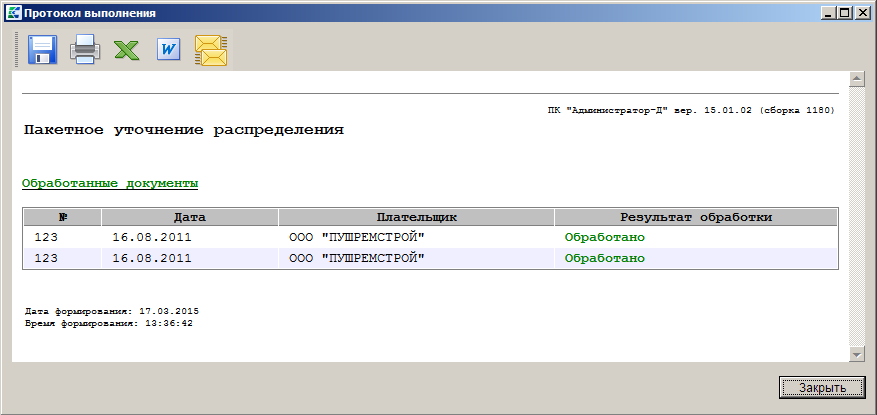 Протокол выполнения
ПК "Администратор-Д" вер. 15.01.02 (сборка 1180)
Пакетное уточнение распределения
Обработанные документы
№ Дата Плательщик Результат обработки
123 16.08.2011 ООО "ПУШРЕМСТРОЙ" Обработано
123 16.08.2011 ООО "ПУШРЕМСТРОЙ" Обработано
Дата формирования: 17.03.2015
Время формирования: 13:36:42
Закрыть